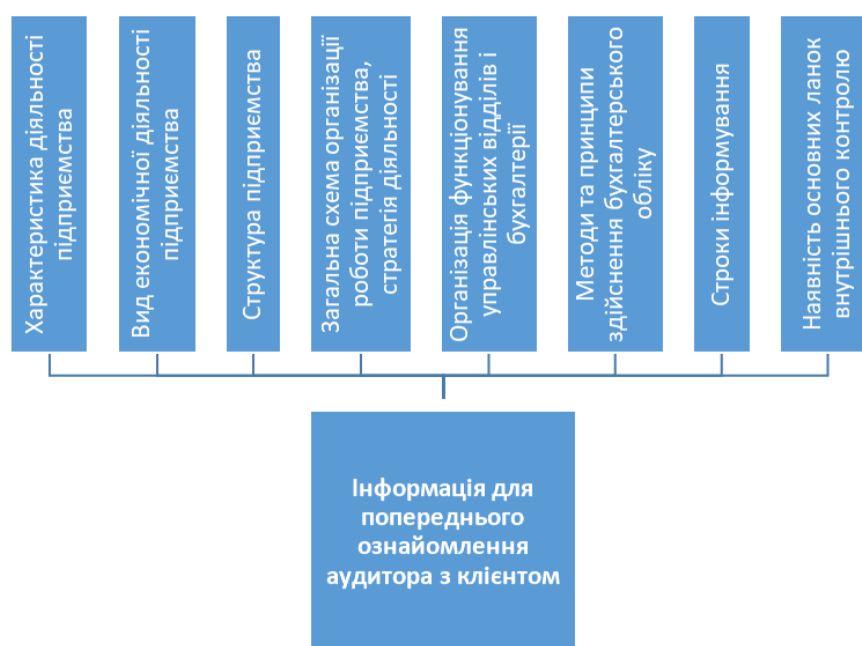 Характеристика діяльності
підприємства
Вид економічної діяльності
підприємства
Структура підприємства
Загальна схема організації
роботи підприємства,
стратегія діяльності
Організація функціонування
управлінських відділів і
бухгалтерії
Методи та принципи
здійснення бухгалтерського
обліку
Строки інформування
Наявність основних ланок
внутрішнього контролю
Інформація для
попереднього
ознайомлення
аудитора з клієнтом